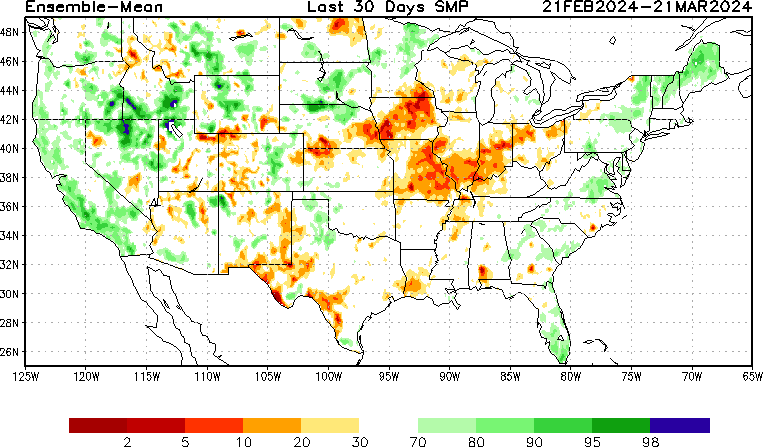 Ensemble-Mean Last 30 Days SMP 21FEB2024-21MAR2024
48N
46N
44N
42N
40N
38N
36N
34N
32N
30N
28N
26N
125W 120W 115W 110W 105W 100W 95W 90W 85W 80W 75W 70W 65W
2 5 10 20 30 70 80 90 95 98